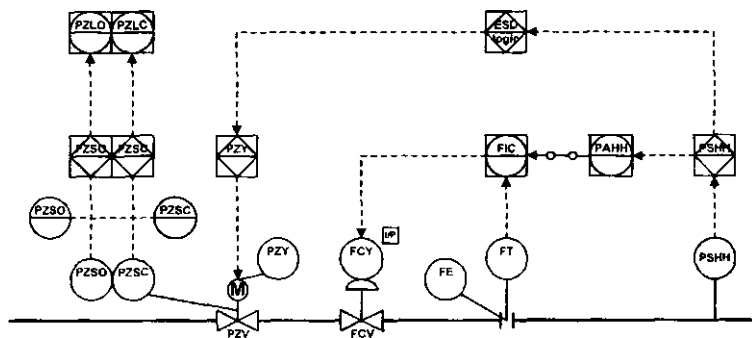 PZLO PZLC ESD
logic
PZSO PZSC PZY FIC PAHH PSHH
PZSO PZSC
I/P
PZSO PZSC PZY FCY FE FT PSHH
M
PZV FCV